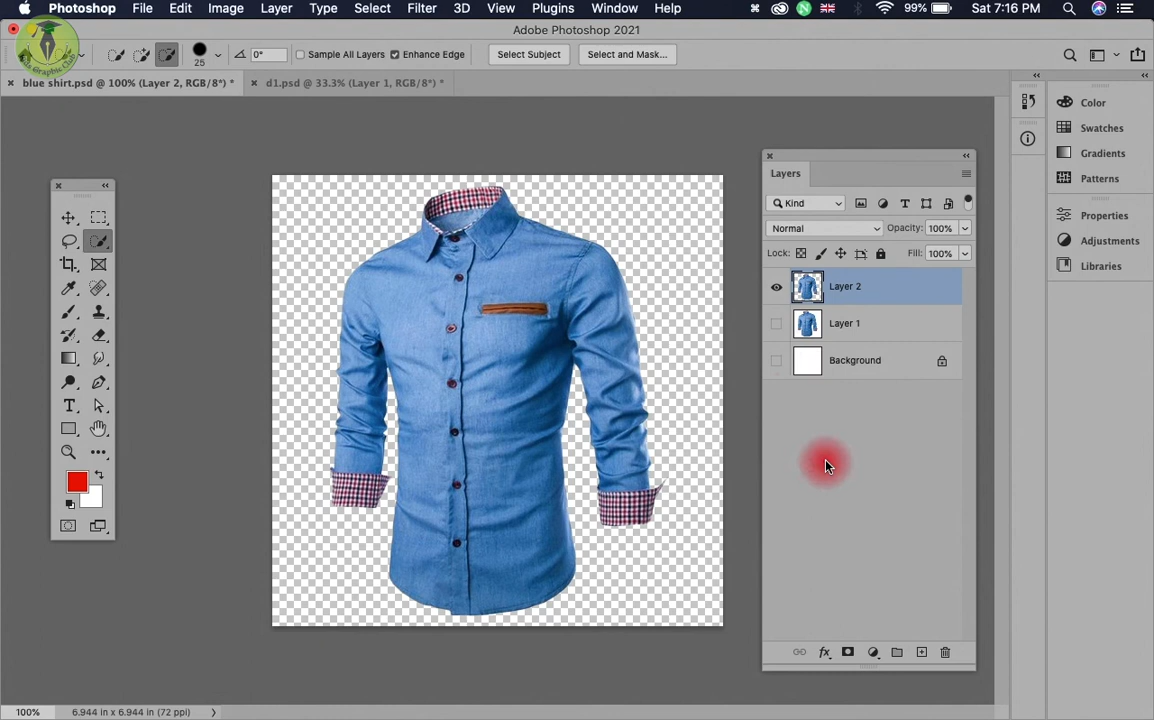 Photoshop File Edit Image Layer Type Select Filter 3D View Plugins Window Help 99% Sat 7:16 PM
Adobe Photoshop 2021
25 0° Sample All Layers Enhance Edge Select Subject Select and Mask...
blue shirt.psd @ 100% (Layer 2, RGB/8*) * d1.psd @ 33.3% (Layer 1, RGB/8*) *
Layers
Kind
Normal Opacity: 100%
Lock: Fill: 100%
Layer 2
Layer 1
Background
fx
Color
Swatches
Gradients
Patterns
Properties
Adjustments
Libraries
100% 6.944 in x 6.944 in (72 ppi)